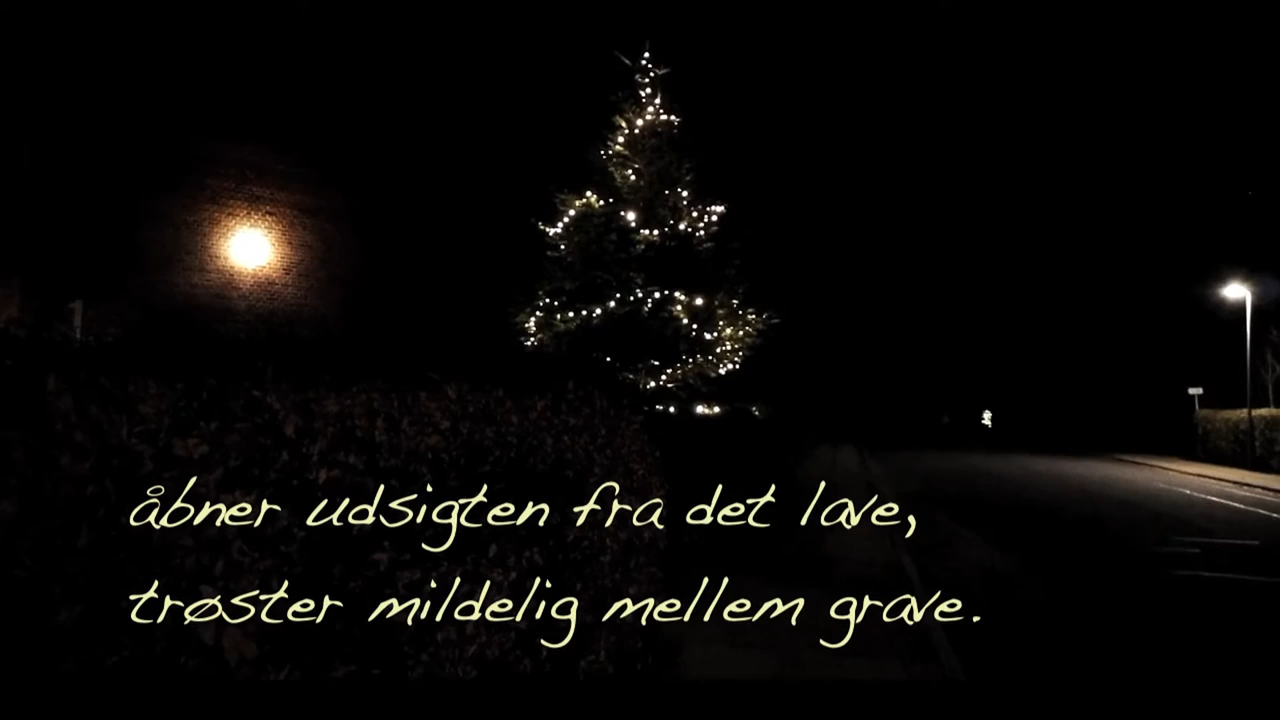 åbner udsigten fra det lave,
trøster mildelig mellem grave.